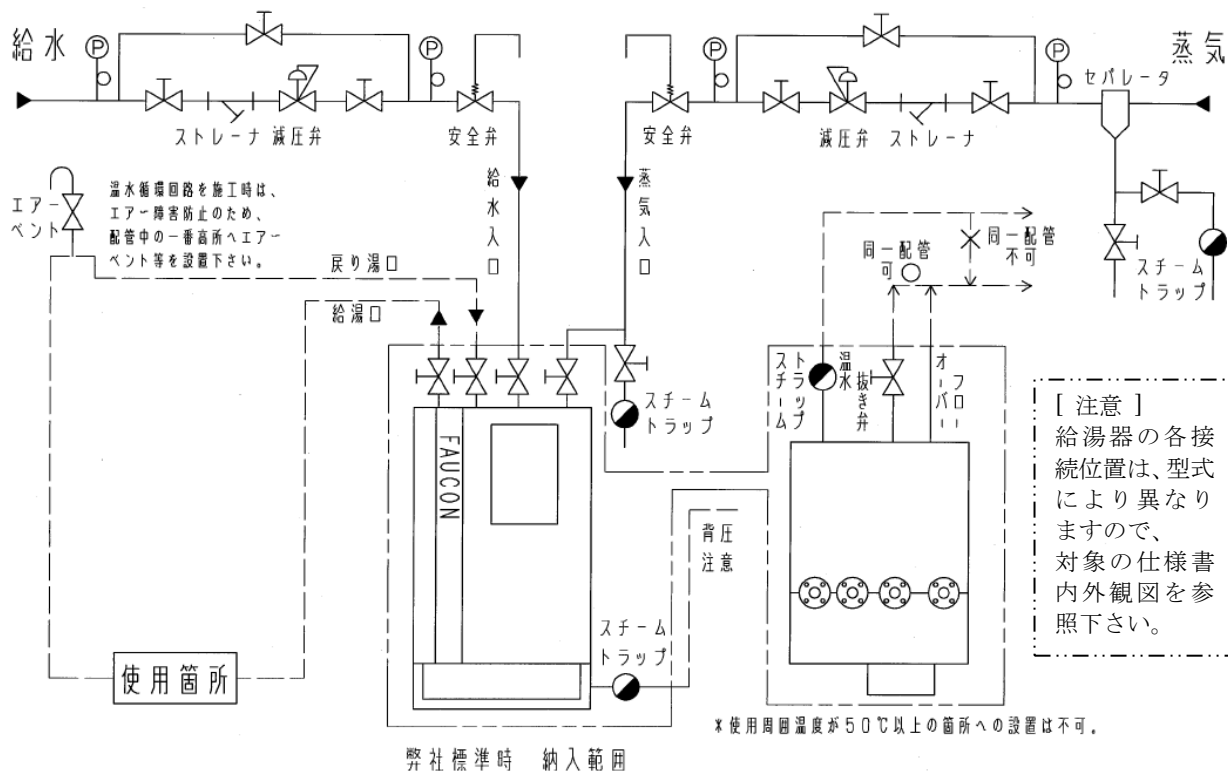 給水
P
P
ストレーナ
減圧弁
安全弁
P
P
安全弁
減圧弁
ストレーナ
セパレータ
蒸気
エアー
ベント
温水循環回路を施工時は、
エアー障害防止のため、
配管中の一番高所へエアー
ベント等を設置下さい。
戻り湯口
給湯口
給水入口
蒸気入口
同一配管
可
同一配管
不可
スチーム
トラップ
スチーム
トラップ
スチーム
トラップ
温水
抜き弁
オーバー
フロー
FAUCON
背圧
注意
スチーム
トラップ
使用箇所
[ 注意 ]
給湯器の各接
続位置は、型式
により異なり
ますので、
対象の仕様書
内外観図を参
照下さい。
*使用周囲温度が50℃以上の箇所への設置は不可。
弊社標準時 納入範囲